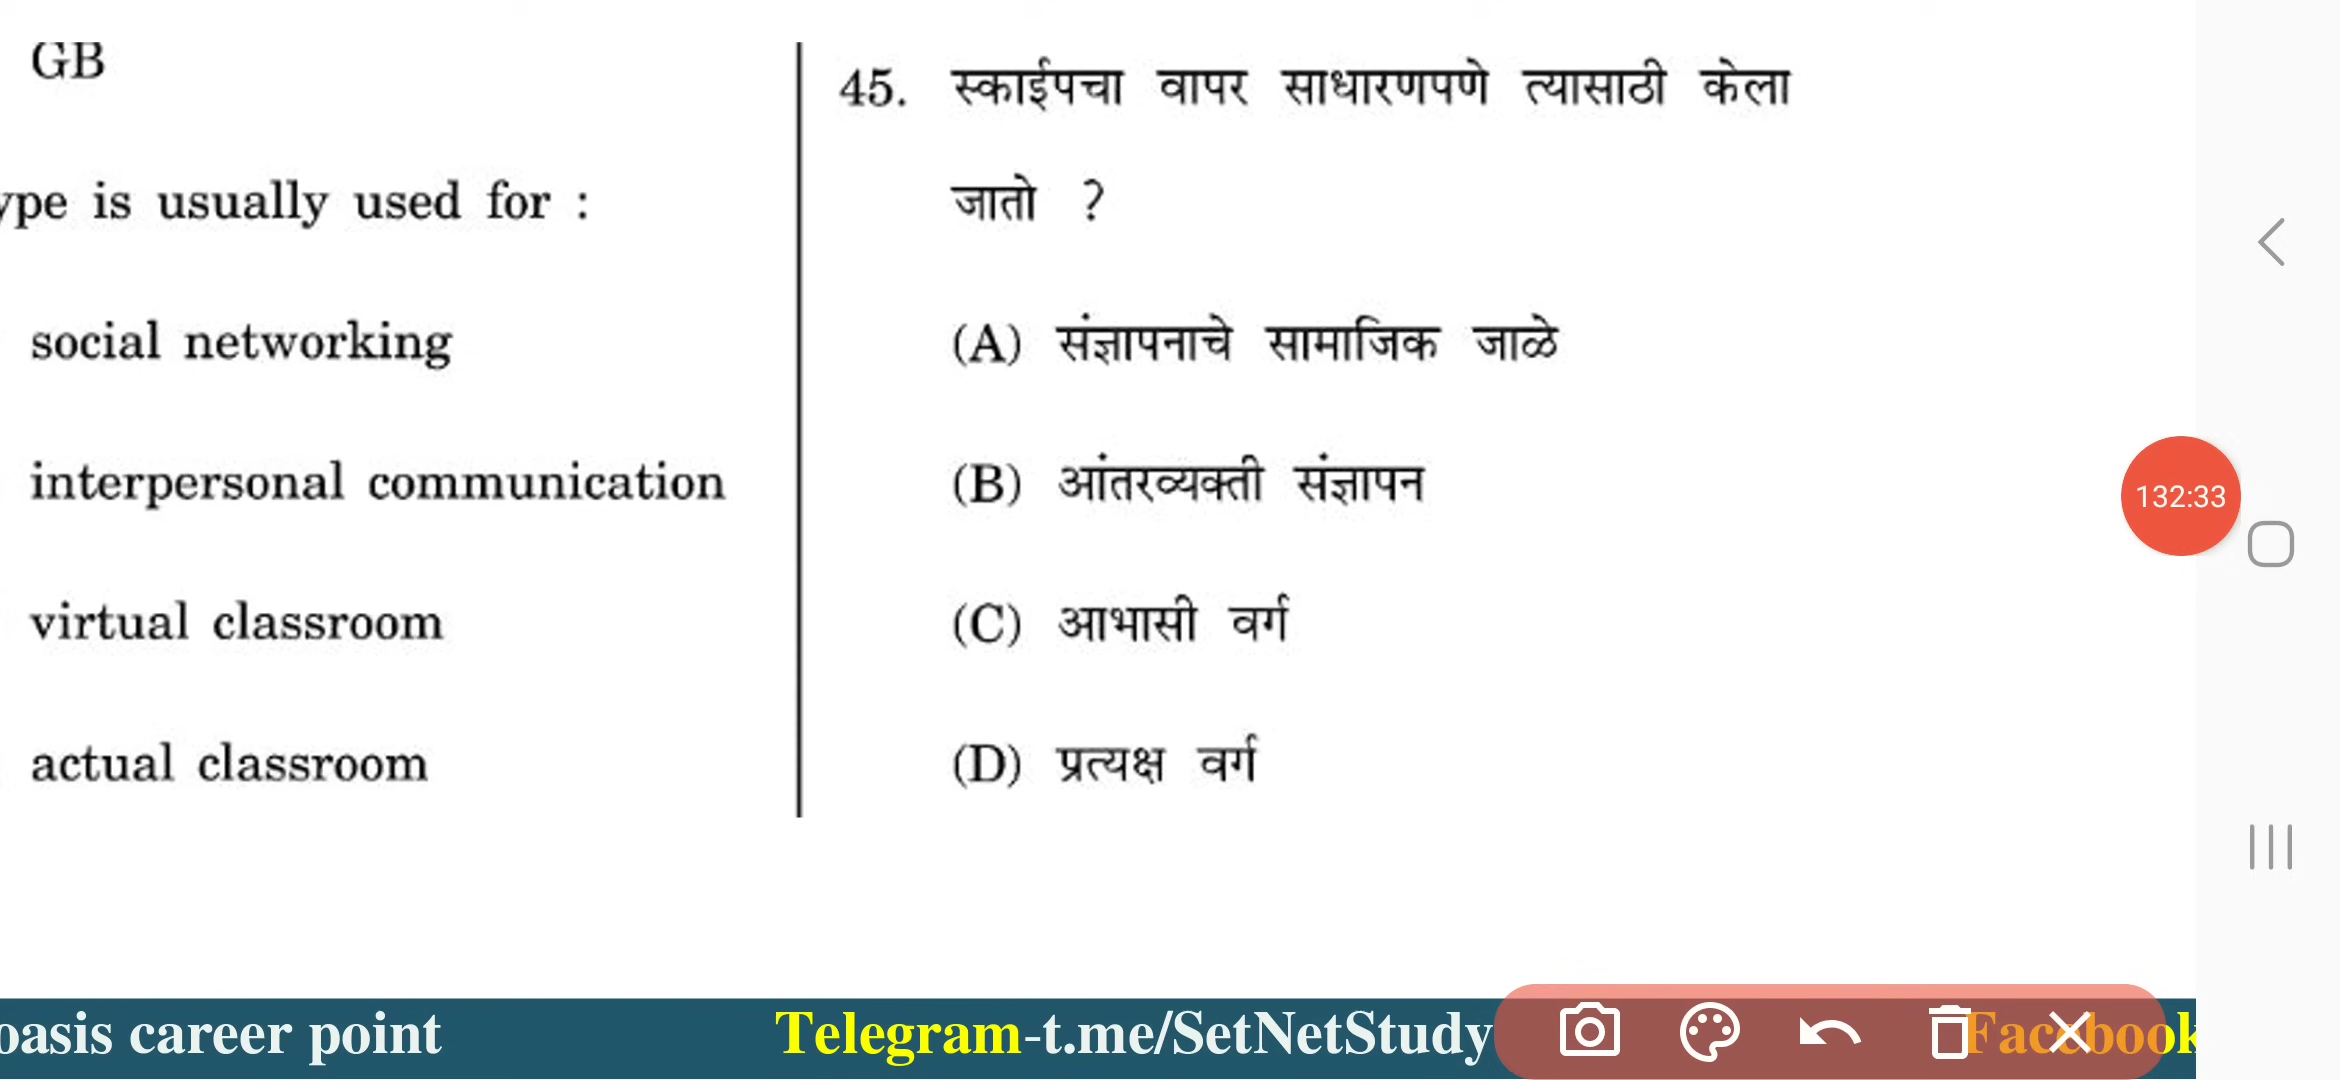 GB
ype is usually used for :
social networking
interpersonal communication
virtual classroom
actual classroom
45. स्काईपचा वापर साधारणपणे त्यासाठी केला
जातो ?
(A) संज्ञापनाचे सामाजिक जाळे
(B) आंतरव्यक्ती संज्ञापन
(C) आभासी वर्ग
(D) प्रत्यक्ष वर्ग
132:33
oasis career point
Telegram-t.me/SetNetStudy
Facebook